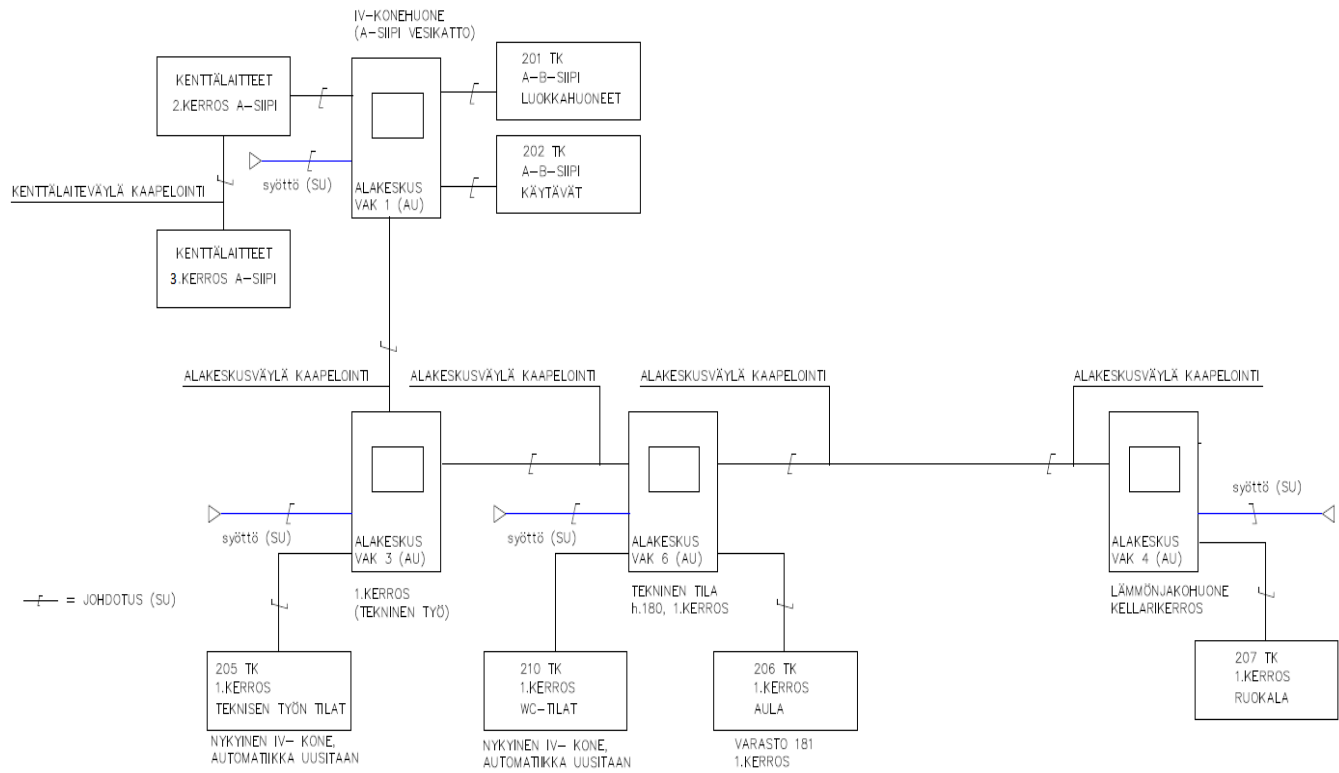 IV-KONEHUONE
(A-SIIPI VESIKATTO)
KENTTÄLAITTEET
2.KERROS A-SIIPI
201 TK
A-B-SIIPI
LUOKKAHUONEET
202 TK
A-B-SIIPI
KÄYTÄVÄT
syöttö (SU)
ALAKESKUS
VAK 1 (AU)
KENTTÄLAITEVÄYLÄ KAAPELOINTI
KENTTÄLAITTEET
3.KERROS A-SIIPI
ALAKESKUSVÄYLÄ KAAPELOINTI
ALAKESKUSVÄYLÄ KAAPELOINTI
ALAKESKUSVÄYLÄ KAAPELOINTI
ALAKESKUSVÄYLÄ KAAPELOINTI
syöttö (SU)
ALAKESKUS
VAK 3 (AU)
syöttö (SU)
ALAKESKUS
VAK 6 (AU)
ALAKESKUS
VAK 4 (AU)
syöttö (SU)
= JOHDOTUS (SU)
1.KERROS
(TEKNINEN TYÖ)
TEKNINEN TILA
h.180, 1.KERROS
LÄMMÖNJAKOHUONE
KELLARIKERROS
205 TK
1.KERROS
TEKNISEN TYÖN TILAT
NYKYINEN IV- KONE,
AUTOMATIIKKA UUSITAAN
210 TK
1.KERROS
WC-TILAT
NYKYINEN IV- KONE,
AUTOMATIIKKA UUSITAAN
206 TK
1.KERROS
AULA
VARASTO 181
1.KERROS
207 TK
1.KERROS
RUOKALA